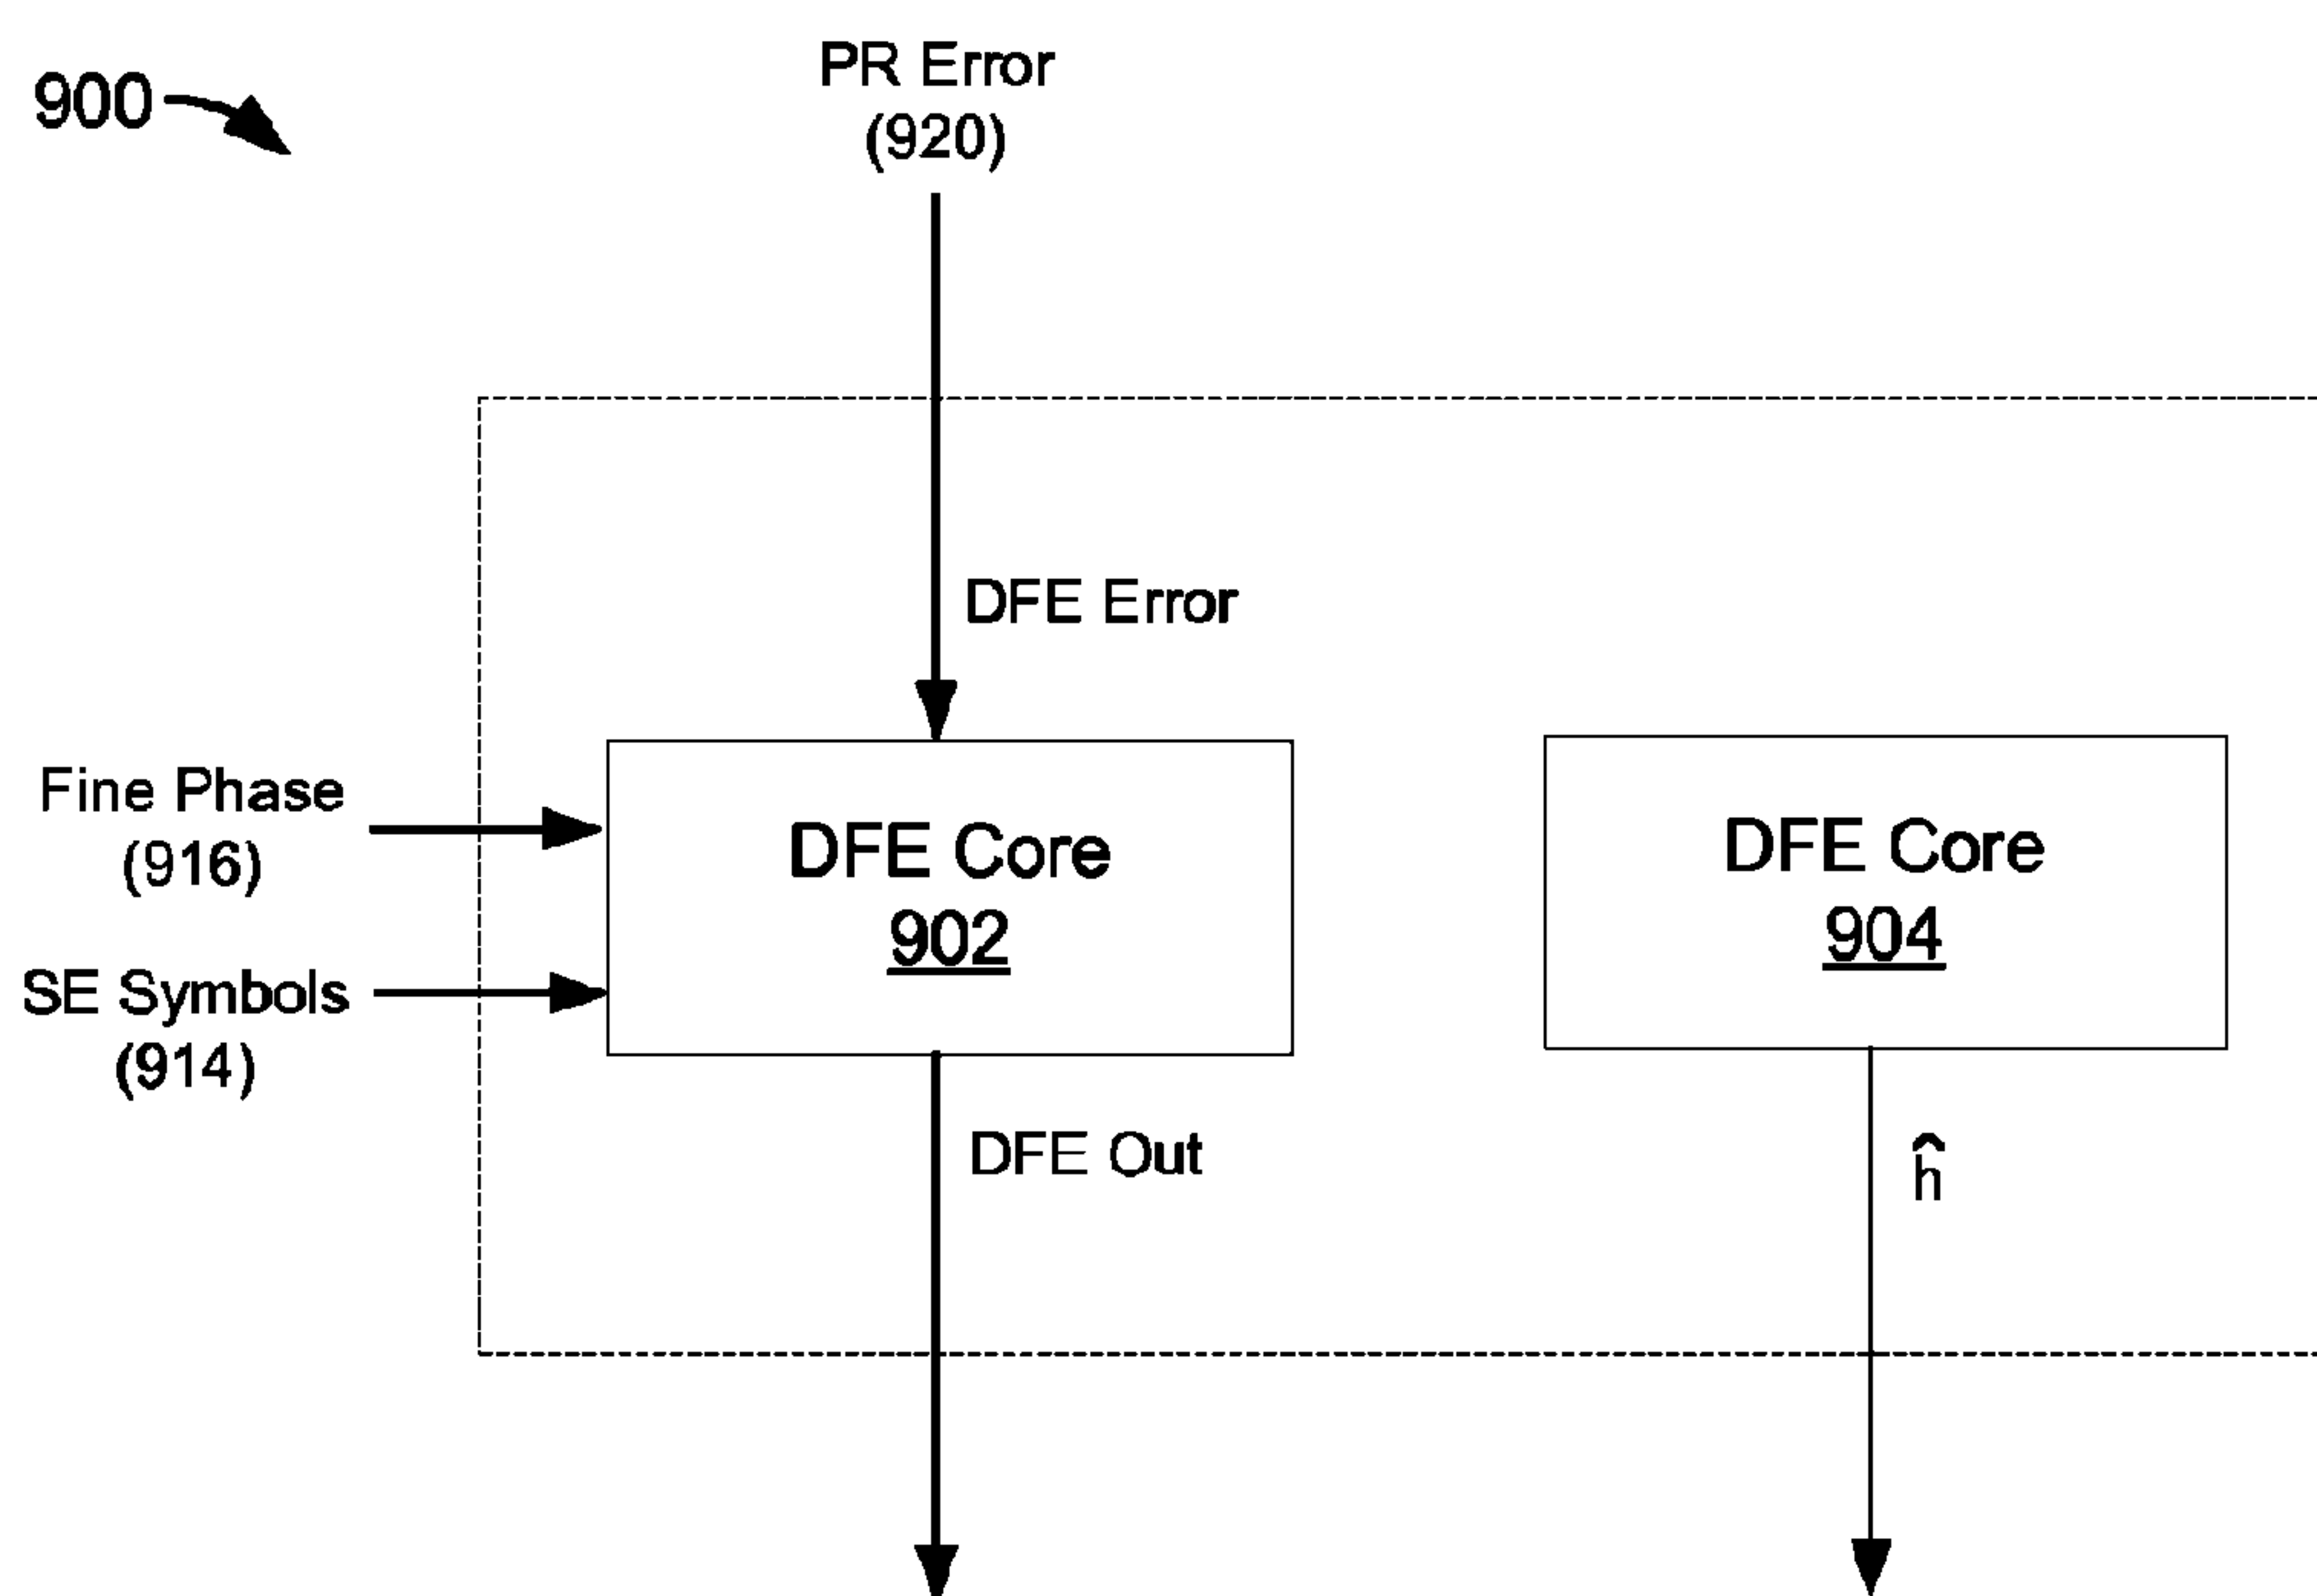 900
PR Error
(920)
DFE Error
Fine Phase
(916)
SE Symbols
(914)
DFE Core
902
DFE Core
904
DFE Out
ĥ